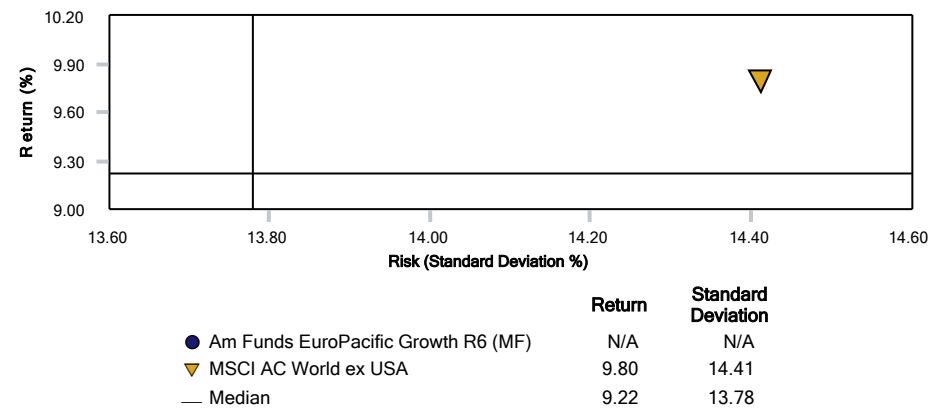 10.20
9.90
9.60
9.30
9.00
Return (%)
13.60 13.80 14.00 14.20 14.40 14.60
Risk (Standard Deviation %)
Return Standard Deviation
Am Funds EuroPacific Growth R6 (MF) N/A N/A
MSCI AC World ex USA 9.80 14.41
Median 9.22 13.78